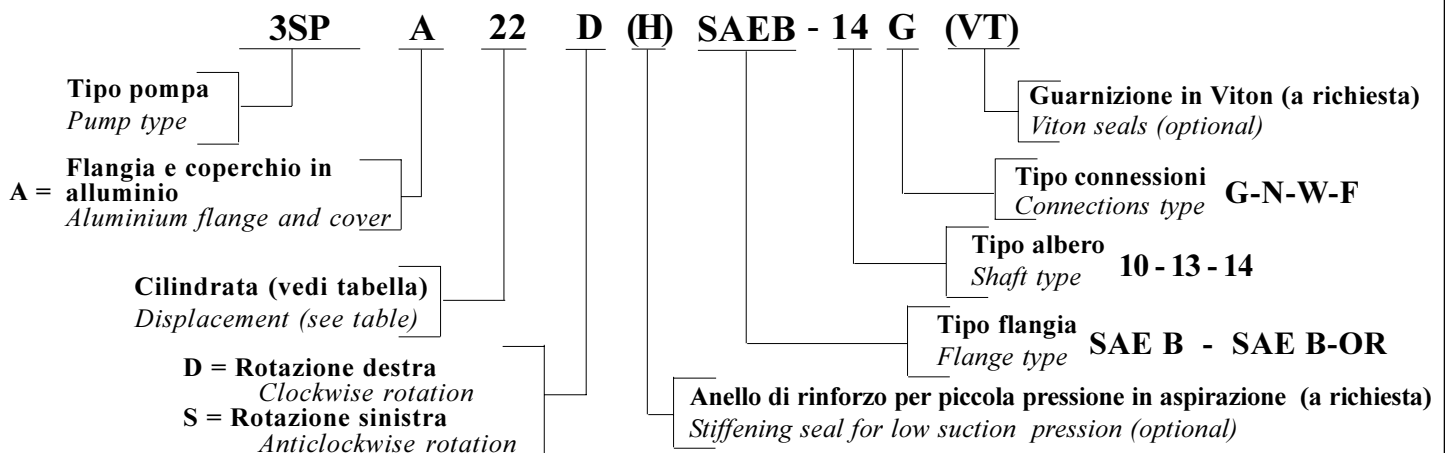 3SP A 22 D (H) SAEB - 14 G (VT)
Tipo pompa
Pump type
Guarnizione in Viton (a richiesta)
Viton seals (optional)
A = Flangia e coperchio in
alluminio
Aluminium flange and cover
Tipo connessioni
Connections type
G-N-W-F
Tipo albero
Shaft type
10 - 13 - 14
Cilindrata (vedi tabella)
Displacement (see table)
Tipo flangia
Flange type
SAE B - SAE B-OR
D = Rotazione destra
Clockwise rotation
S = Rotazione sinistra
Anticlockwise rotation
Anello di rinforzo per piccola pressione in aspirazione (a richiesta)
Stiffening seal for low suction pression (optional)